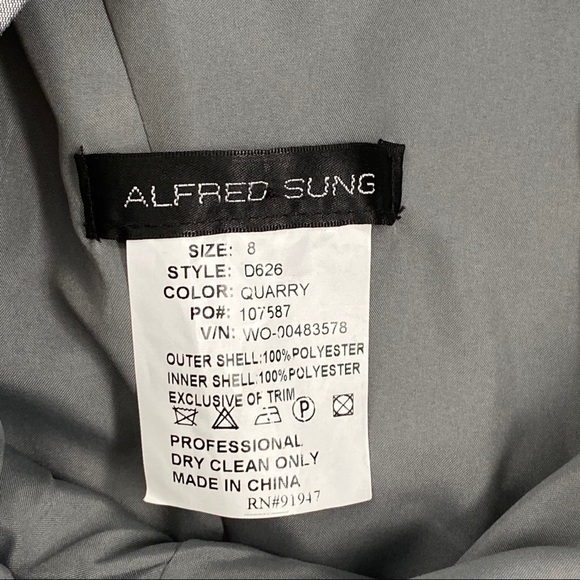 ALFRED SUNG
SIZE: 8
STYLE: D626
COLOR: QUARRY
PO#: 107587
V/N: WO-00483578
OUTER SHELL:100%POLYESTER
INNER SHELL:100%POLYESTER
EXCLUSIVE OF TRIM
P
PROFESSIONAL
DRY CLEAN ONLY
MADE IN CHINA
RN#91947